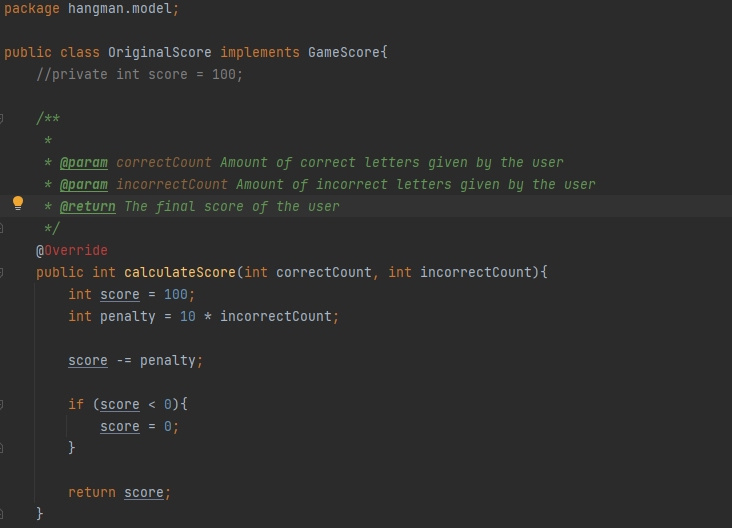 package hangman.model;
public class OriginalScore implements GameScore{
//private int score = 100;
/**
*
* @param correctCount Amount of correct letters given by the user
* @param incorrectCount Amount of incorrect letters given by the user
* @return The final score of the user
*/
@Override
public int calculateScore(int correctCount, int incorrectCount){
int score = 100;
int penalty = 10 * incorrectCount;
score -= penalty;
if (score < 0){
score = 0;
}
return score;
}